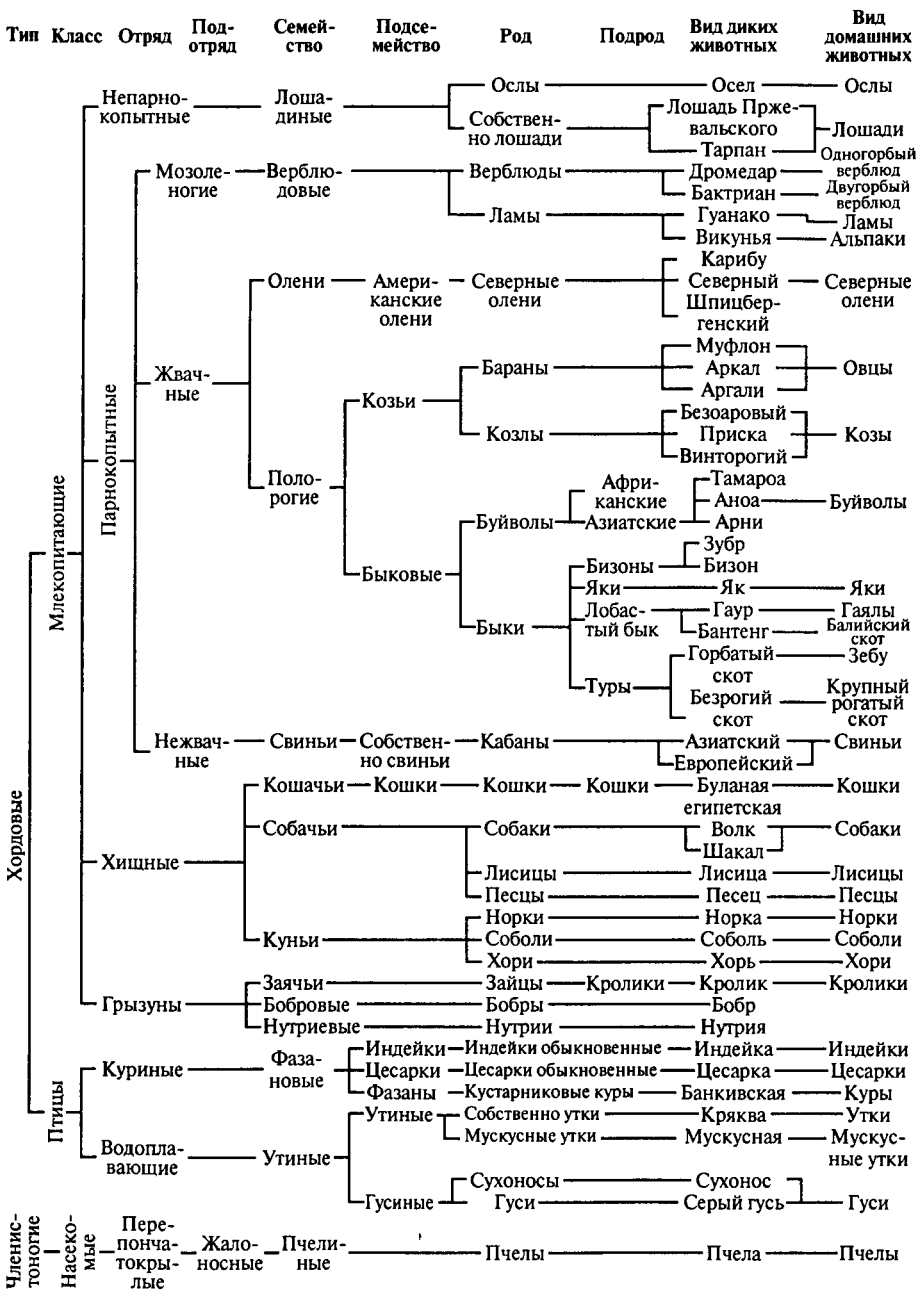 Тип Класс Отряд Под-отряд Семей-ство Подсе-мейство Род Подрод Вид диких животных Вид домашних животных
Хордовые
Млекопитающие
Непарно-
копытные
Лоша-
диные
Ослы Осел Ослы
Собствен-
но лошади
Лошадь Прже-
вальского
Тарпан
Лошади
Парнокопытные
Мозоле-
ногие
Верблю-
довые
Верблюды Дромедар Одногорбый
верблюд
Бактриан Двугорбый
верблюд
Ламы Гуанако Ламы
Викунья Альпаки
Жвач-
ные
Олени Амери-
канские
олени
Северные
олени
Карибу
Северный
Шпицбер-
генский
Северные
олени
Поло-
рогие
Козьи
Бараны Муфлон
Аркал
Аргали
Овцы
Козлы Безоаровый
Приска
Винторогий
Козы
Быковые
Буйволы Афри-
канские
Азиатские
Тамароа
Аноа
Арни
Буйволы
Быки
Бизоны Зубр
Бизон
Яки Як Яки
Лобас-
тый бык
Гаур Гаялы
Бантенг Балийский
скот
Туры Горбатый
скот
Зебу
Безрогий
скот
Крупный
рогатый
скот
Нежвач-
ные
Свиньи Собствен-
но свиньи
Кабаны Азиатский
Европейский
Свиньи
Хищные
Кошачьи Кошки Кошки Кошки Буланая
египетская
Кошки
Собачьи Собаки Волк
Шакал
Собаки
Лисицы Лисица Лисицы
Песцы Песец Песцы
Куньи
Норки Норка Норки
Соболи Соболь Соболи
Хори Хорь Хори
Грызуны
Заячьи Зайцы Кролики Кролик Кролики
Бобровые Бобры Бобр
Нутриевые Нутрии Нутрия
Птицы
Куриные Фаза-
новые
Индейки Индейки обыкновенные Индейка Индейки
Цесарки Цесарки обыкновенные Цесарка Цесарки
Фазаны Кустарниковые куры Банкивская Куры
Водопла-
вающие
Утиные
Утиные Собственно утки Кряква Утки
Мускусные утки Мускусная Мускус-
ные утки
Гусиные Сухоносы Сухонос
Гуси Серый гусь Гуси
Членис-
тоногие
Насеко-
мые
Пере-
понча-
токры-
лые
Жало-
носные
Пчели-
ные
Пчелы Пчела Пчелы